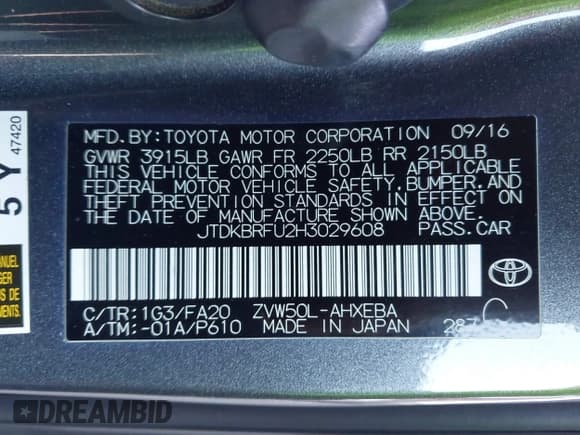 MFD.BY:TOYOTA MOTOR CORPORATION 09/16
GVWR 3915LB GAWR FR 2250LB RR 2150LB
THIS VEHICLE CONFORMS TO ALL APPLICABLE
FEDERAL MOTOR VEHICLE SAFETY,BUMPER,AND
THEFT PREVENTION STANDARDS IN EFFECT ON
THE DATE OF MANUFACTURE SHOWN ABOVE.
JTDKBRFU2H3029608 PASS.CAR
C/TR:1G3/FA20 ZVW50L-AHXEBA C
A/TM:-01A/P610 MADE IN JAPAN
5 Y
47420
DREAMBID